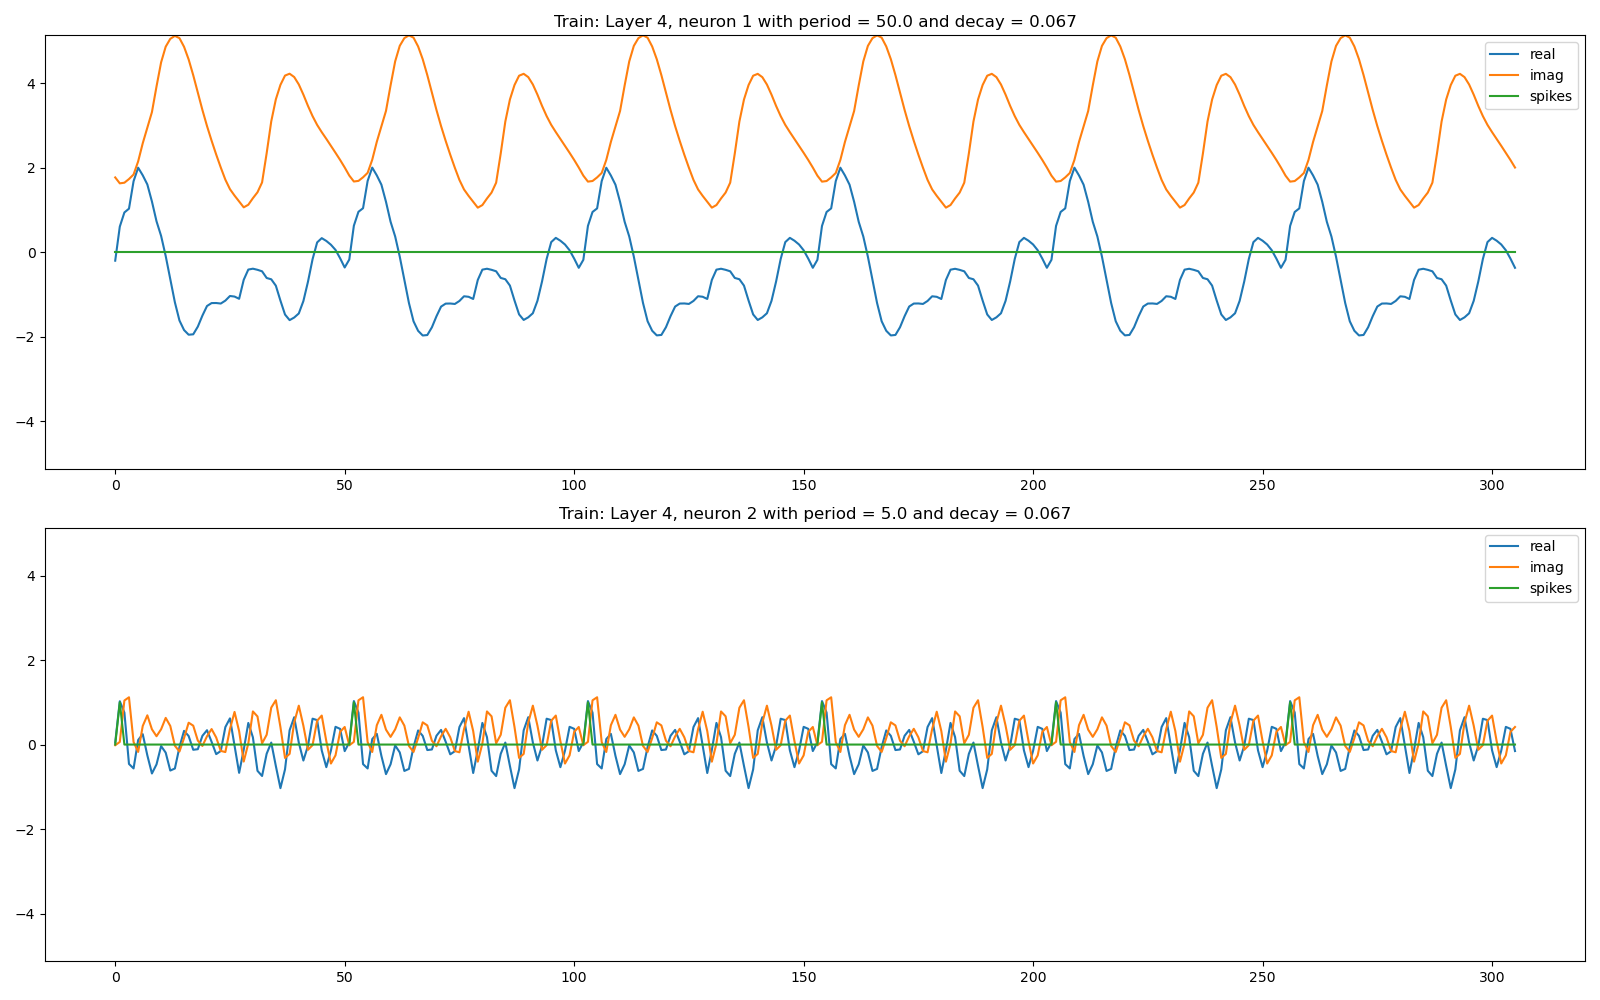 Train: Layer 4, neuron 1 with period = 50.0 and decay = 0.067
real
imag
spikes
4
2
0
−2
−4
0 50 100 150 200 250 300
Train: Layer 4, neuron 2 with period = 5.0 and decay = 0.067
real
imag
spikes
4
2
0
−2
−4
0 50 100 150 200 250 300